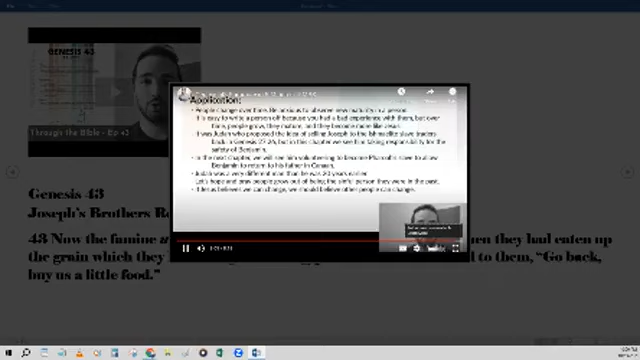 GENESIS 43
Through the Bible - Ep 43
Application:
- People change over time. Be anxious to observe new maturity in a person.
- It is easy to write a person off because you had a bad experience with them, but over
time, people grow, they mature, and they become more like Jesus.
- It was Judah who proposed the idea of selling Joseph to the Ishmaelite slave traders
back in Genesis 37:26, but in this chapter we see him taking responsibility for the
safety of Benjamin.
- In the next chapter, we will see him volunteering to become Pharaoh's slave to allow
Benjamin to return to his father in Canaan.
- Judah was a very different man than he was 20 years earlier.
- Let's hope and pray people grow out of being the sinful person they were in the past.
- If Jesus believes we can change, we should believe other people can change.
Genesis 43
Joseph's Brothers Re
43 Now the famine
when they had eaten up
the grain which they
to them, "Go back,
buy us a little food."